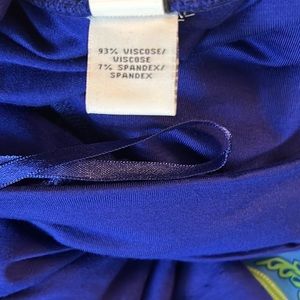 93% VISCOSE/
VISCOSE
7% SPANDEX/
SPANDEX